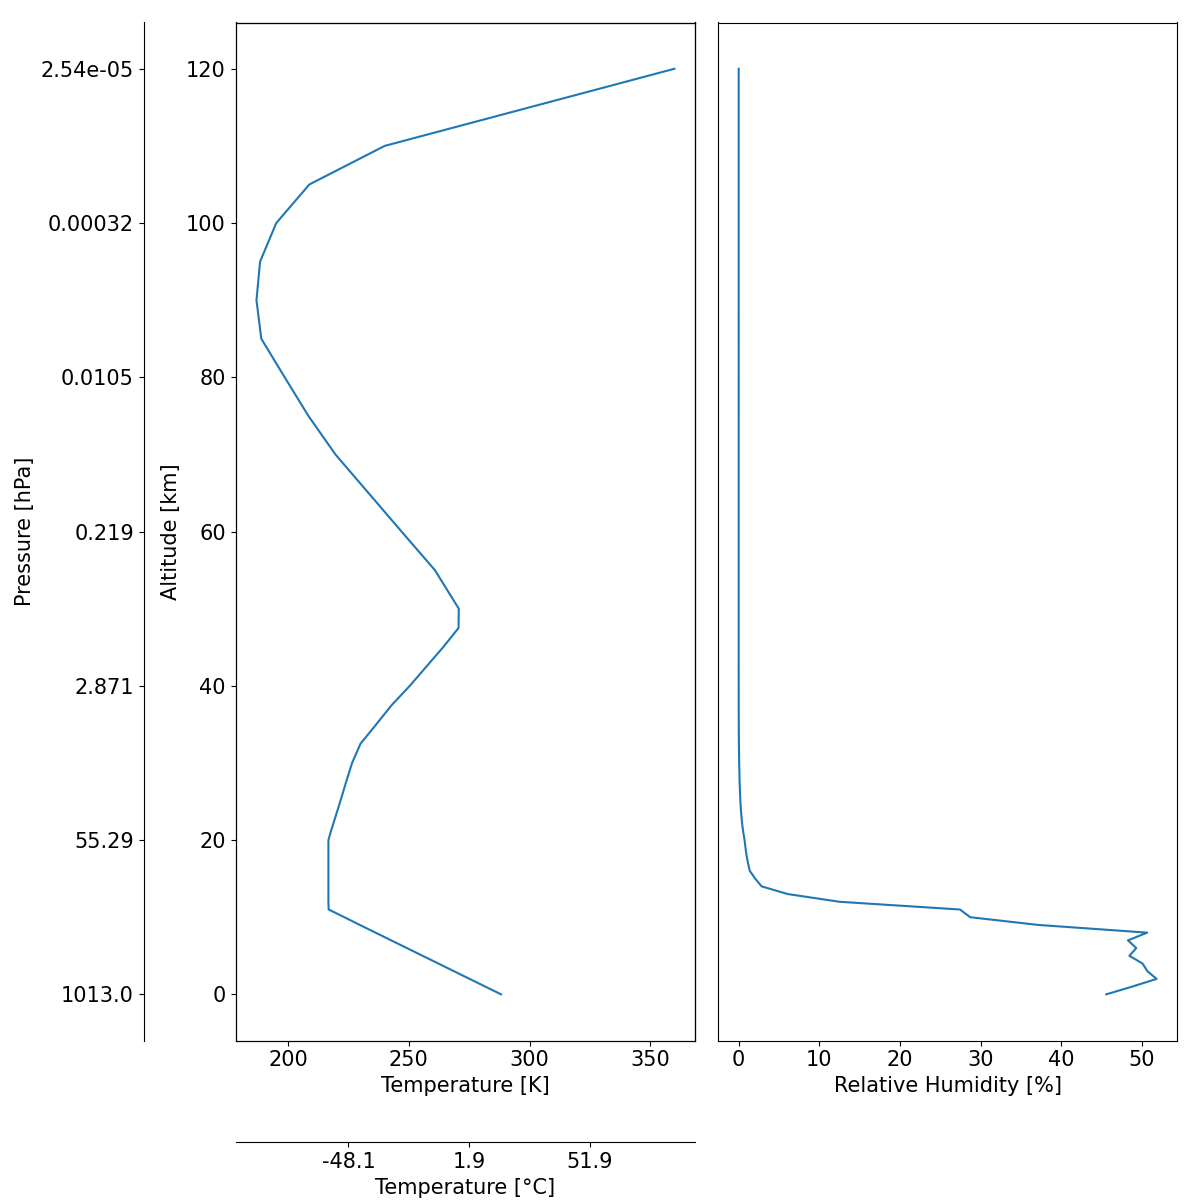 2.54e-05
0.00032
0.0105
0.219
2.871
55.29
1013.0
Pressure [hPa]
120
100
80
60
40
20
0
Altitude [km]
200 250 300 350
Temperature [K]
-48.1 1.9 51.9
Temperature [°C]
0 10 20 30 40 50
Relative Humidity [%]